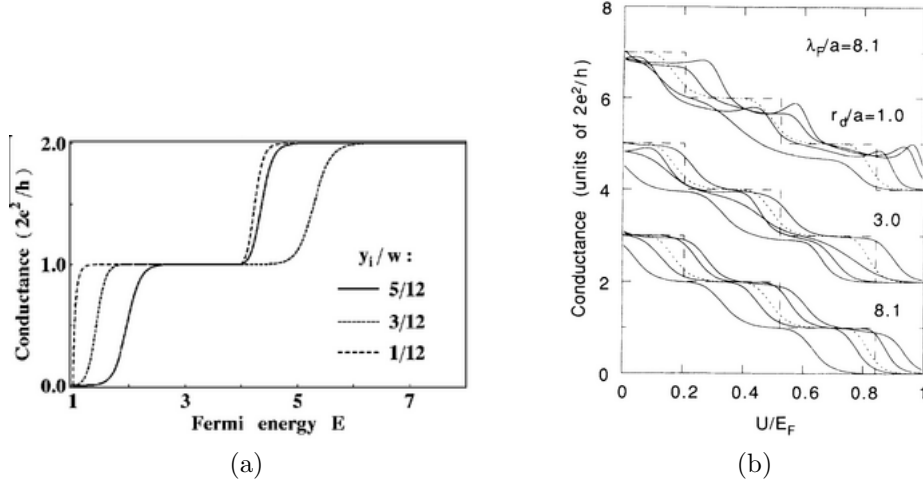 Conductance ( 2e²/h )
2.0
1.0
0.0
1
3
5
7
Fermi energy E
y_i / w :
5/12
3/12
1/12
(a)
Conductance (units of 2e²/h)
8
6
4
2
0
0
0.2
0.4
0.6
0.8
1
U/E_F
λ_F/a=8.1
r_d/a=1.0
3.0
8.1
(b)